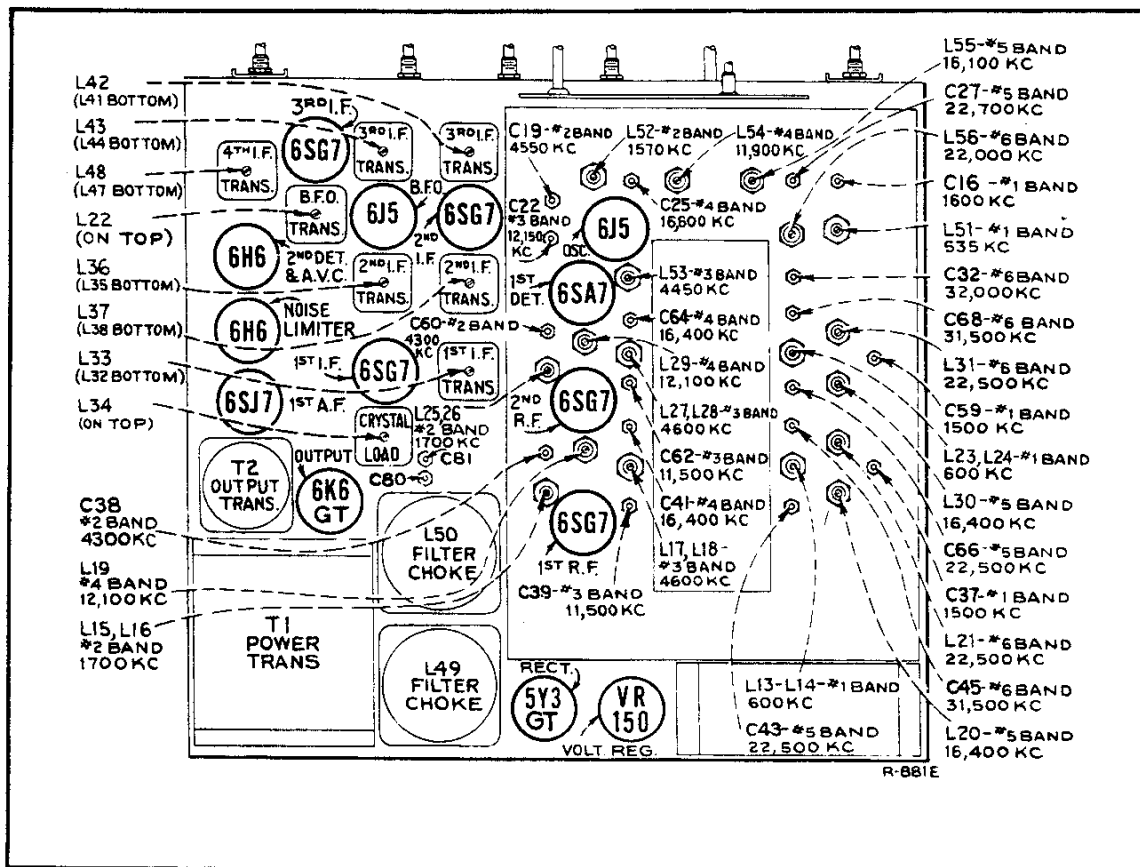 L42
(L41 BOTTOM)
L43
(L44 BOTTOM)
L48
(L47 BOTTOM)
L22
(ON TOP)
L36
(L35 BOTTOM)
L37
(L38 BOTTOM)
L33
(L32 BOTTOM)
L34
(ON TOP)
C38
#2 BAND
4300KC
L19
#4 BAND
12,100 KC
L15, L16
#2 BAND
1700 KC
3RD I.F.
6SG7
4TH I.F.
TRANS.
3RD I.F.
TRANS.
3RD I.F.
TRANS.
B.F.O.
TRANS.
6J5
B.F.O.
6SG7
2ND
I.F.
6H6
2ND DET.
& A.V.C.
2ND I.F.
TRANS.
2ND I.F.
TRANS.
6H6
NOISE
LIMITER
1ST I.F.
6SG7
1ST I.F.
TRANS
6SJ7
1ST A.F.
CRYSTAL
LOAD
T2
OUTPUT
TRANS.
OUTPUT
6K6
GT
C81
C80
L50
FILTER
CHOKE
T1
POWER
TRANS
L49
FILTER
CHOKE
RECT.
5Y3
GT
VR
150
VOLT. REG.
C19-#2 BAND
4550 KC
L52-#2 BAND
1570 KC
L54-#4 BAND
11,900 KC
C22
#3 BAND
12,150
KC
C25-#4 BAND
16,600 KC
OSC.
6J5
1ST
DET.
6SA7
L53-#3 BAND
4450 KC
C60-#2 BAND
4300
KC
C64-#4 BAND
16,400 KC
L29-#4 BAND
12,100 KC
L25,26
#2 BAND
1700 KC
2ND
R.F.
6SG7
L27, L28-#3 BAND
4600 KC
C62-#3 BAND
11,500 KC
C41-#4 BAND
16,400 KC
L17, L18-
#3 BAND
4600 KC
6SG7
1ST R.F.
C39-#3 BAND
11,500 KC
L13-L14-#1 BAND
600 KC
C43-#5 BAND
22,500 KC
L55-#5 BAND
16,100 KC
C27-#5 BAND
22,700 KC
L56-#6 BAND
22,000 KC
C16 -#1 BAND
1600 KC
L51-#1 BAND
535 KC
C32-#6 BAND
32,000 KC
C68-#6 BAND
31,500 KC
L31-#6 BAND
22,500 KC
C59-#1 BAND
1500 KC
L23, L24-#1 BAND
600 KC
L30-#5 BAND
16,400 KC
C66-#5 BAND
22,500 KC
C37-#1 BAND
1500 KC
L21-#6 BAND
22,500 KC
C45-#6 BAND
31,500 KC
L20-#5 BAND
16,400 KC
R-881E